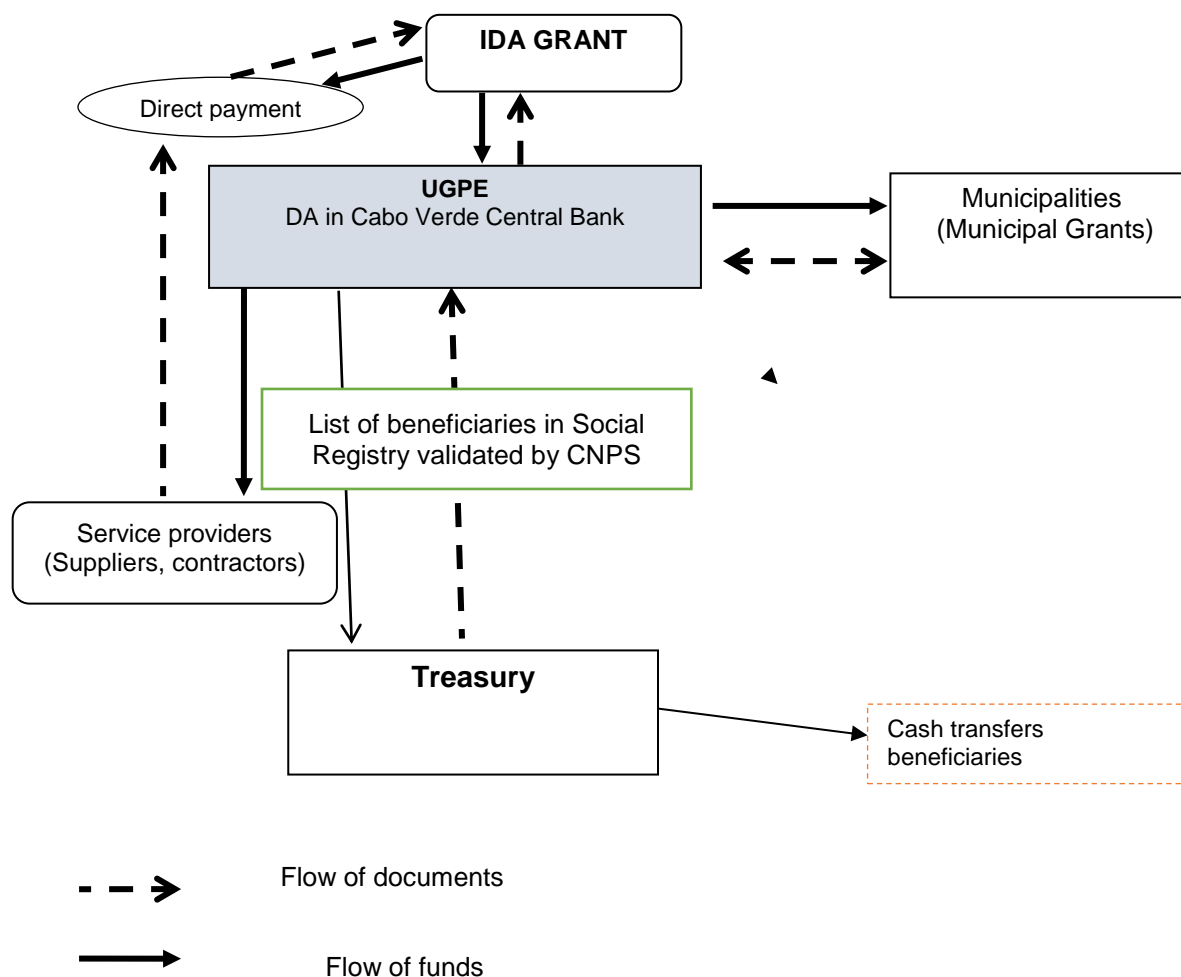 IDA GRANT
Direct payment
UGPE
DA in Cabo Verde Central Bank
Municipalities
(Municipal Grants)
List of beneficiaries in Social
Registry validated by CNPS
Service providers
(Suppliers, contractors)
Treasury
Cash transfers
beneficiaries
Flow of documents
Flow of funds